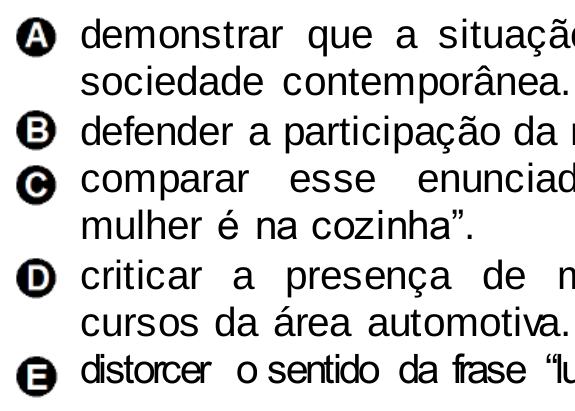 A demonstrar que a situaçã
sociedade contemporânea.
B defender a participação da
C comparar esse enunciad
mulher é na cozinha”.
D criticar a presença de
cursos da área automotiva.
E distorcer o sentido da frase “lu